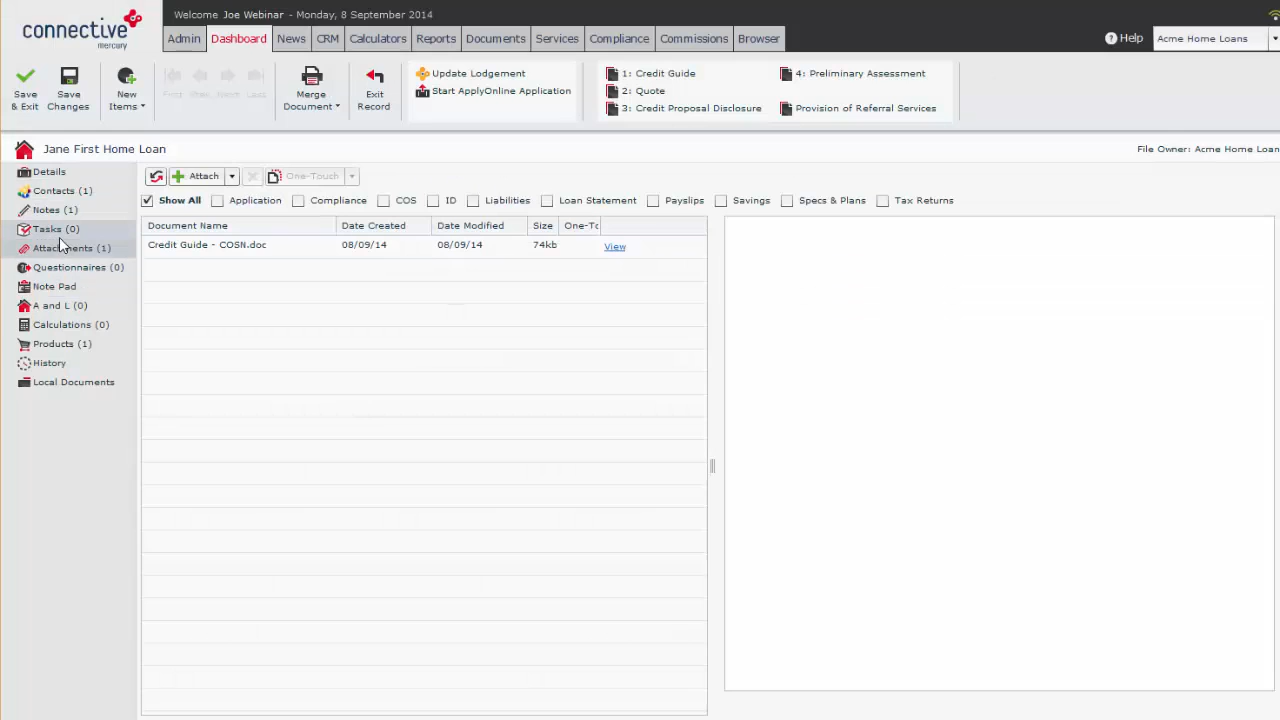 connective
mercury
Welcome Joe Webinar - Monday, 8 September 2014
Admin Dashboard News CRM Calculators Reports Documents Services Compliance Commissions Browser
Help Acme Home Loans
Save & Exit
Save Changes
New Items
First Prev Next Last
Merge Document
Exit Record
Update Lodgement
Start ApplyOnline Application
1: Credit Guide
2: Quote
3: Credit Proposal Disclosure
4: Preliminary Assessment
Provision of Referral Services
Jane First Home Loan
File Owner: Acme Home Loan
Details
Contacts (1)
Notes (1)
Tasks (0)
Attachments (1)
Questionnaires (0)
Note Pad
A and L (0)
Calculations (0)
Products (1)
History
Local Documents
Attach One-Touch
Show All Application Compliance COS ID Liabilities Loan Statement Payslips Savings Specs & Plans Tax Returns
Document Name Date Created Date Modified Size One-Tc
Credit Guide - COSN.doc 08/09/14 08/09/14 74kb View